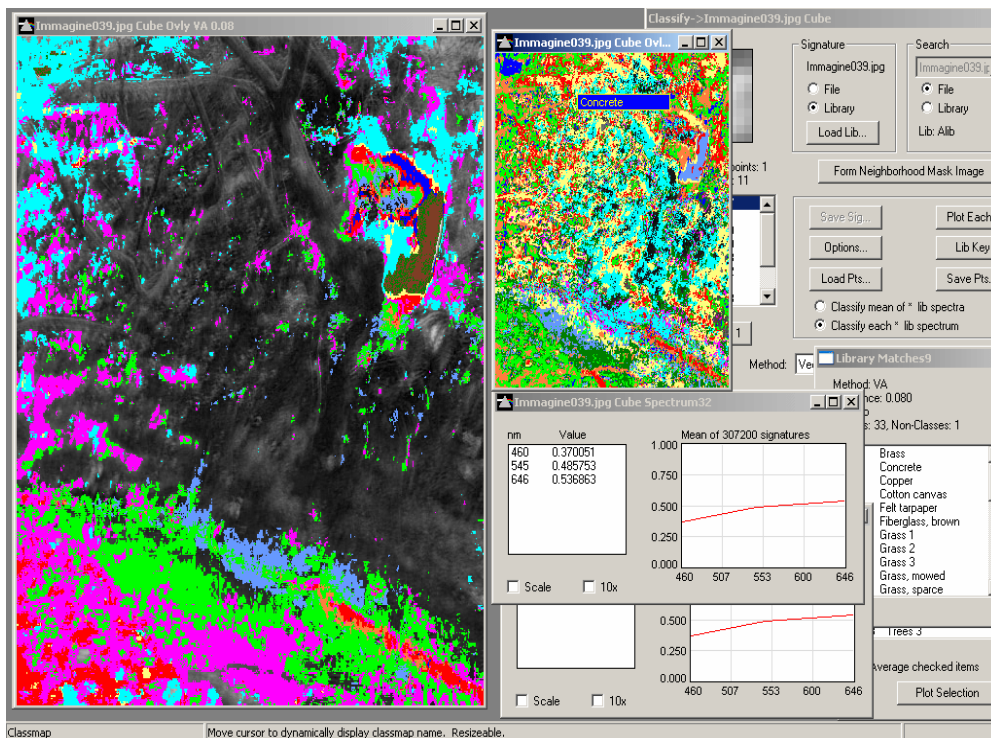 Immagine039.jpg Cube Ovly VA 0.08
Immagine039.jpg Cube Ovl...
Concrete
Classify->Immagine039.jpg Cube
Signature
Immagine039.jpg
File
Library
Load Lib...
Search
File
Library
Lib: Alib
points: 1
11
Form Neighborhood Mask Image
Save Sig...
Plot Each
Options...
Lib Key
Load Pts...
Save Pts.
Classify mean of * lib spectra
Classify each * lib spectrum
1
Method:
Library Matches9
Method: VA
nce: 0.080
s: 33, Non-Classes: 1
Brass
Concrete
Copper
Cotton canvas
Felt tarpaper
Fiberglass, brown
Grass 1
Grass 2
Grass 3
Grass, mowed
Grass, sparce
Trees 3
Average checked items
Plot Selection
Immagine039.jpg Cube Spectrum32
nm Value
460 0.370051
545 0.485753
646 0.536863
Mean of 307200 signatures
1.000
0.750
0.500
0.250
0.000
460 507 553 600 646
Scale 10x
0.500
0.250
0.000
460 507 553 600 646
Scale 10x
Classmap
Move cursor to dynamically display classmap name. Resizeable.